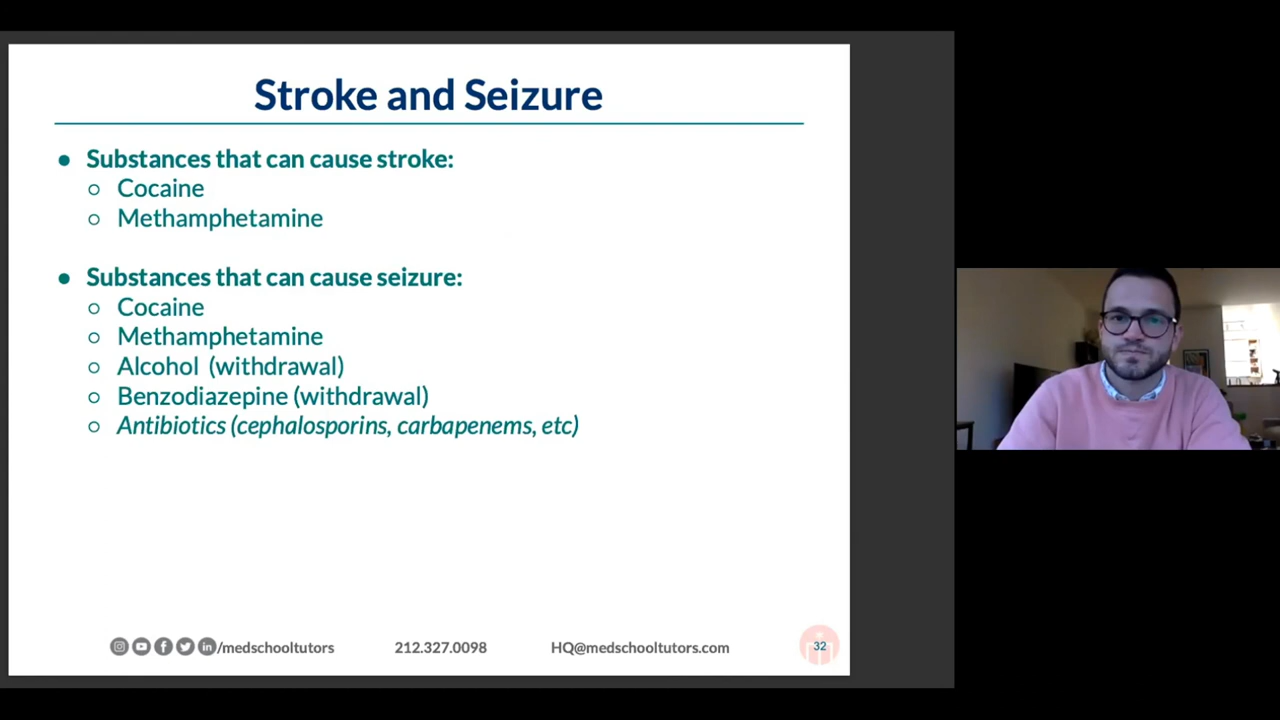 Stroke and Seizure
● Substances that can cause stroke:
○ Cocaine
○ Methamphetamine
● Substances that can cause seizure:
○ Cocaine
○ Methamphetamine
○ Alcohol (withdrawal)
○ Benzodiazepine (withdrawal)
○ Antibiotics (cephalosporins, carbapenems, etc)
/medschooltutors 212.327.0098 HQ@medschooltutors.com 32